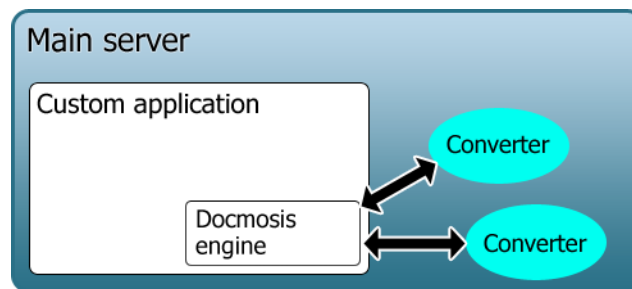 Main server
Custom application
Converter
Docmosis
engine
Converter